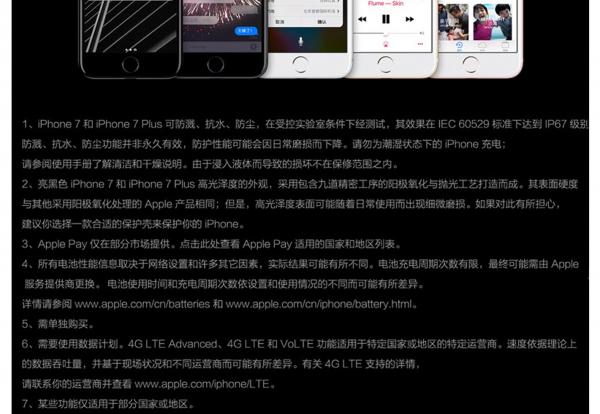 取消
确认
Flume — Skin
1、iPhone 7 和 iPhone 7 Plus 可防溅、抗水、防尘，在受控实验室条件下经测试，其效果在 IEC 60529 标准下达到 IP67 级别
防溅、抗水、防尘功能并非永久有效，防护性能可能会因日常磨损而下降。请勿为潮湿状态下的 iPhone 充电；
请参阅使用手册了解清洁和干燥说明。由于浸入液体而导致的损坏不在保修范围之内。
2、亮黑色 iPhone 7 和 iPhone 7 Plus 高光泽度的外观，采用包含九道精密工序的阳极氧化与抛光工艺打造而成。其表面硬度
与其他采用阳极氧化处理的 Apple 产品相同；但是，高光泽度表面可能随着日常使用而出现细微磨损。如果对此有所担心，
建议你选择一款合适的保护壳来保护你的 iPhone。
3、Apple Pay 仅在部分市场提供。点击此处查看 Apple Pay 适用的国家和地区列表。
4、所有电池性能信息取决于网络设置和许多其它因素，实际结果可能有所不同。电池充电周期次数有限，最终可能需由 Apple
服务提供商更换。 电池使用时间和充电周期次数依设置和使用情况的不同而可能有所差异。
详情请参阅 www.apple.com/cn/batteries 和 www.apple.com/cn/iphone/battery.html。
5、需单独购买。
6、需要使用数据计划。4G LTE Advanced、4G LTE 和 VoLTE 功能适用于特定国家或地区的特定运营商。速度依据理论上
的数据吞吐量，并基于现场状况和不同运营商而可能有所差异。有关 4G LTE 支持的详情，
请联系你的运营商并查看 www.apple.com/iphone/LTE。
7、某些功能仅适用于部分国家或地区。